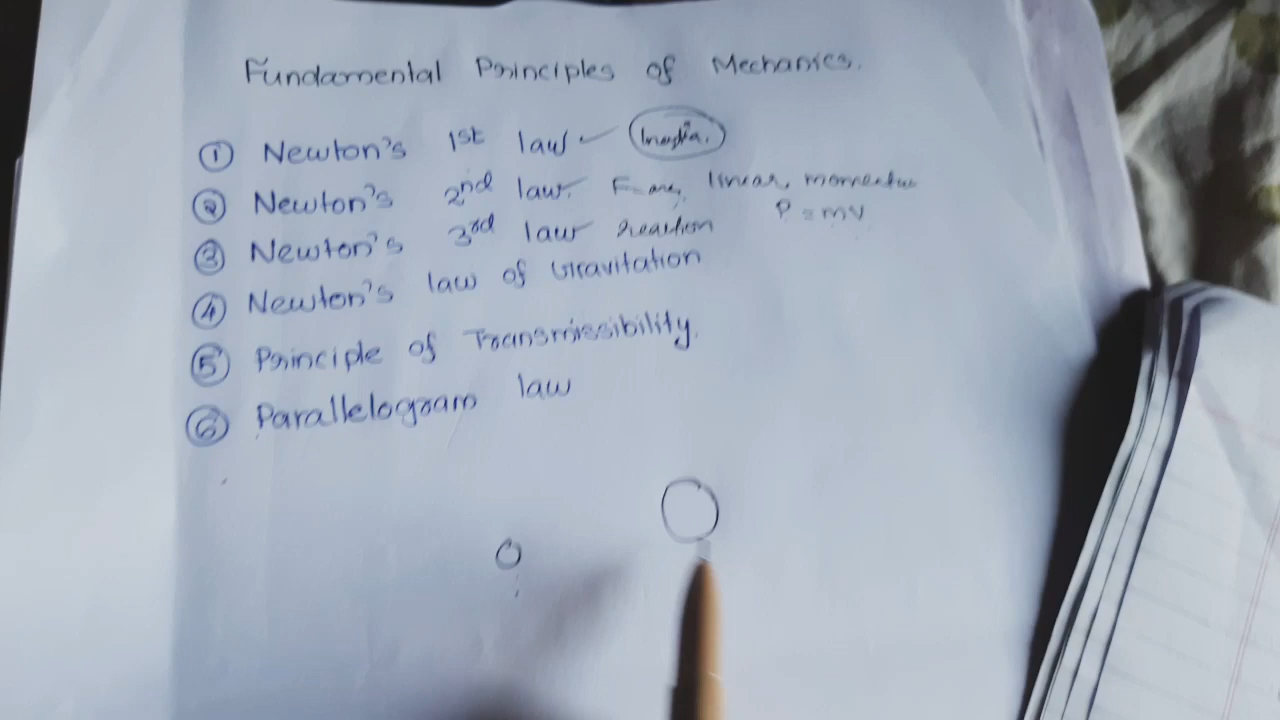 Fundamental Principles of Mechanics.
① Newton's 1st law Inertia.
② Newton's 2nd law. F=ma, linear momentum
P = mv
③ Newton's 3rd law reaction
④ Newton's law of Gravitation
⑤ Principle of Transmissibility.
⑥ Parallelogram law